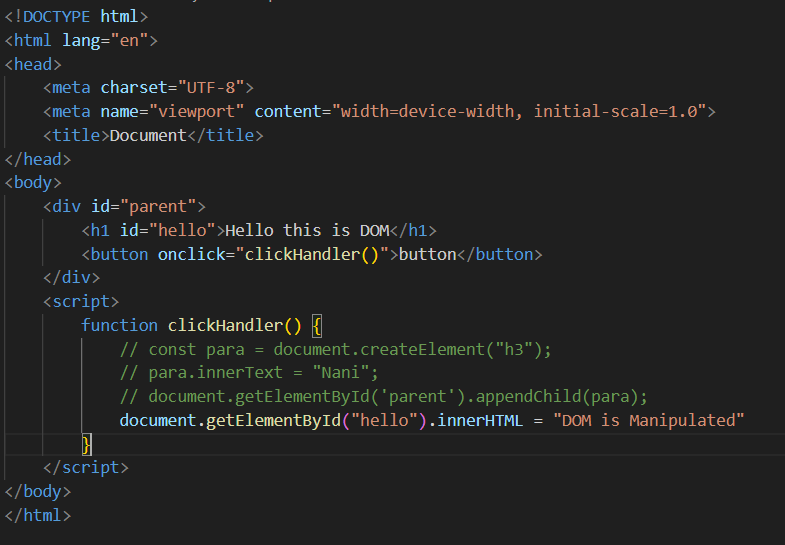 <!DOCTYPE html>
<html lang="en">
<head>
    <meta charset="UTF-8">
    <meta name="viewport" content="width=device-width, initial-scale=1.0">
    <title>Document</title>
</head>
<body>
    <div id="parent">
        <h1 id="hello">Hello this is DOM</h1>
        <button onclick="clickHandler()">button</button>
    </div>
    <script>
        function clickHandler() {
            // const para = document.createElement("h3");
            // para.innerText = "Nani";
            // document.getElementById('parent').appendChild(para);
            document.getElementById("hello").innerHTML = "DOM is Manipulated"
        }
    </script>
</body>
</html>